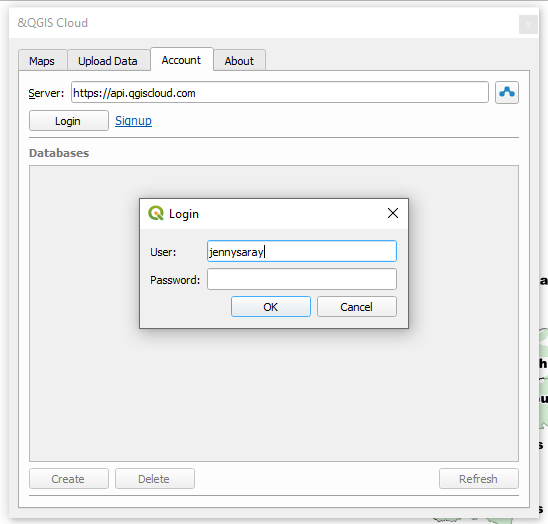 &QGIS Cloud
Maps Upload Data Account About
Server: https://api.qgiscloud.com
Login Signup
Databases
Login
User: jennysaray
Password:
OK Cancel
Create Delete Refresh